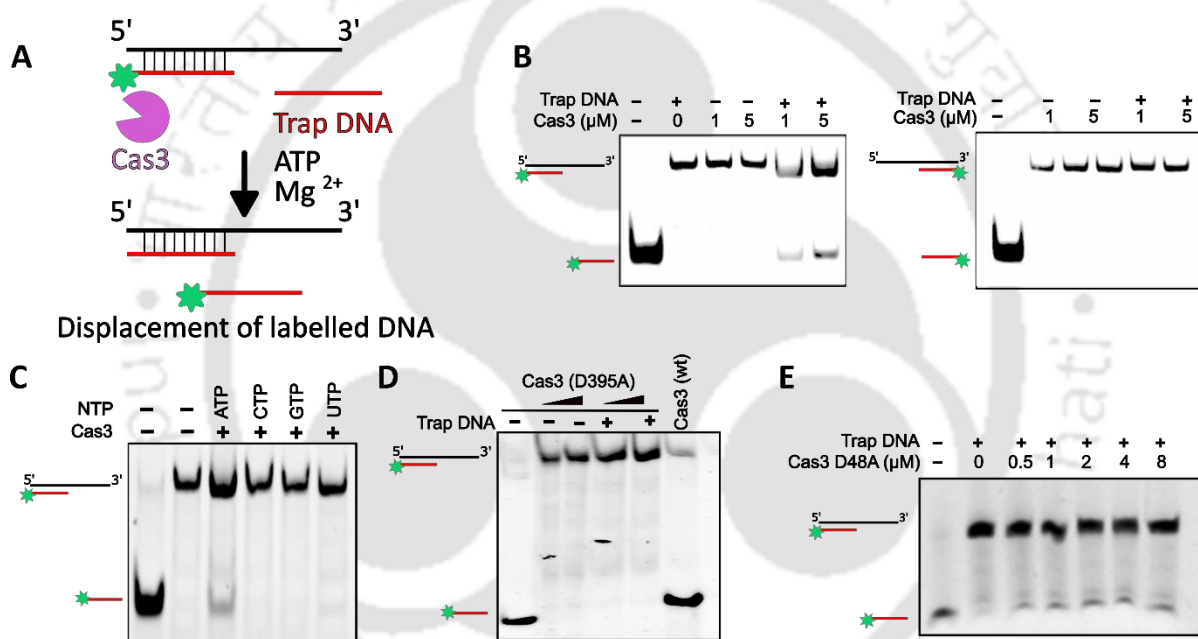 A
5' 3'
Cas3
Trap DNA
ATP
Mg 2+
5' 3'
Displacement of labelled DNA
B
Trap DNA – + – – + +
Cas3 (µM) 0 1 5 1 5
5' 3'
Trap DNA – – – + +
Cas3 (µM) 1 5 1 5
5' 3'
C
NTP – – ATP CTP GTP UTP
Cas3 – – + + + +
5' 3'
D
Cas3 (D395A)
Cas3 (wt)
Trap DNA – – – + +
5' 3'
E
Trap DNA – + + + + + +
Cas3 D48A (µM) 0 0.5 1 2 4 8
5' 3'